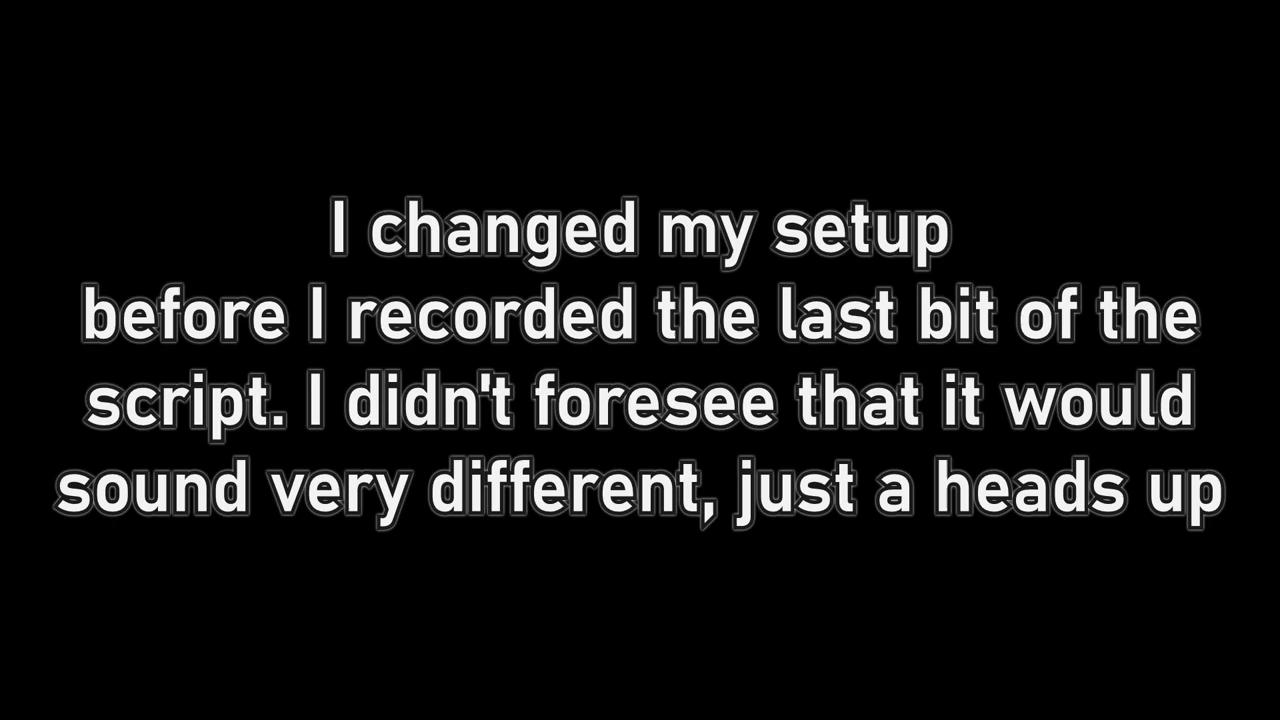 I changed my setup
before I recorded the last bit of the
script. I didn't foresee that it would
sound very different, just a heads up